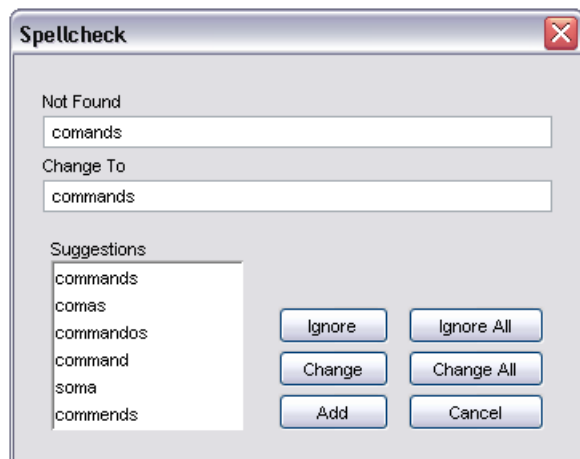 Spellcheck
Not Found
comands
Change To
commands
Suggestions
commands
comas
commandos
command
soma
commends
Ignore
Ignore All
Change
Change All
Add
Cancel